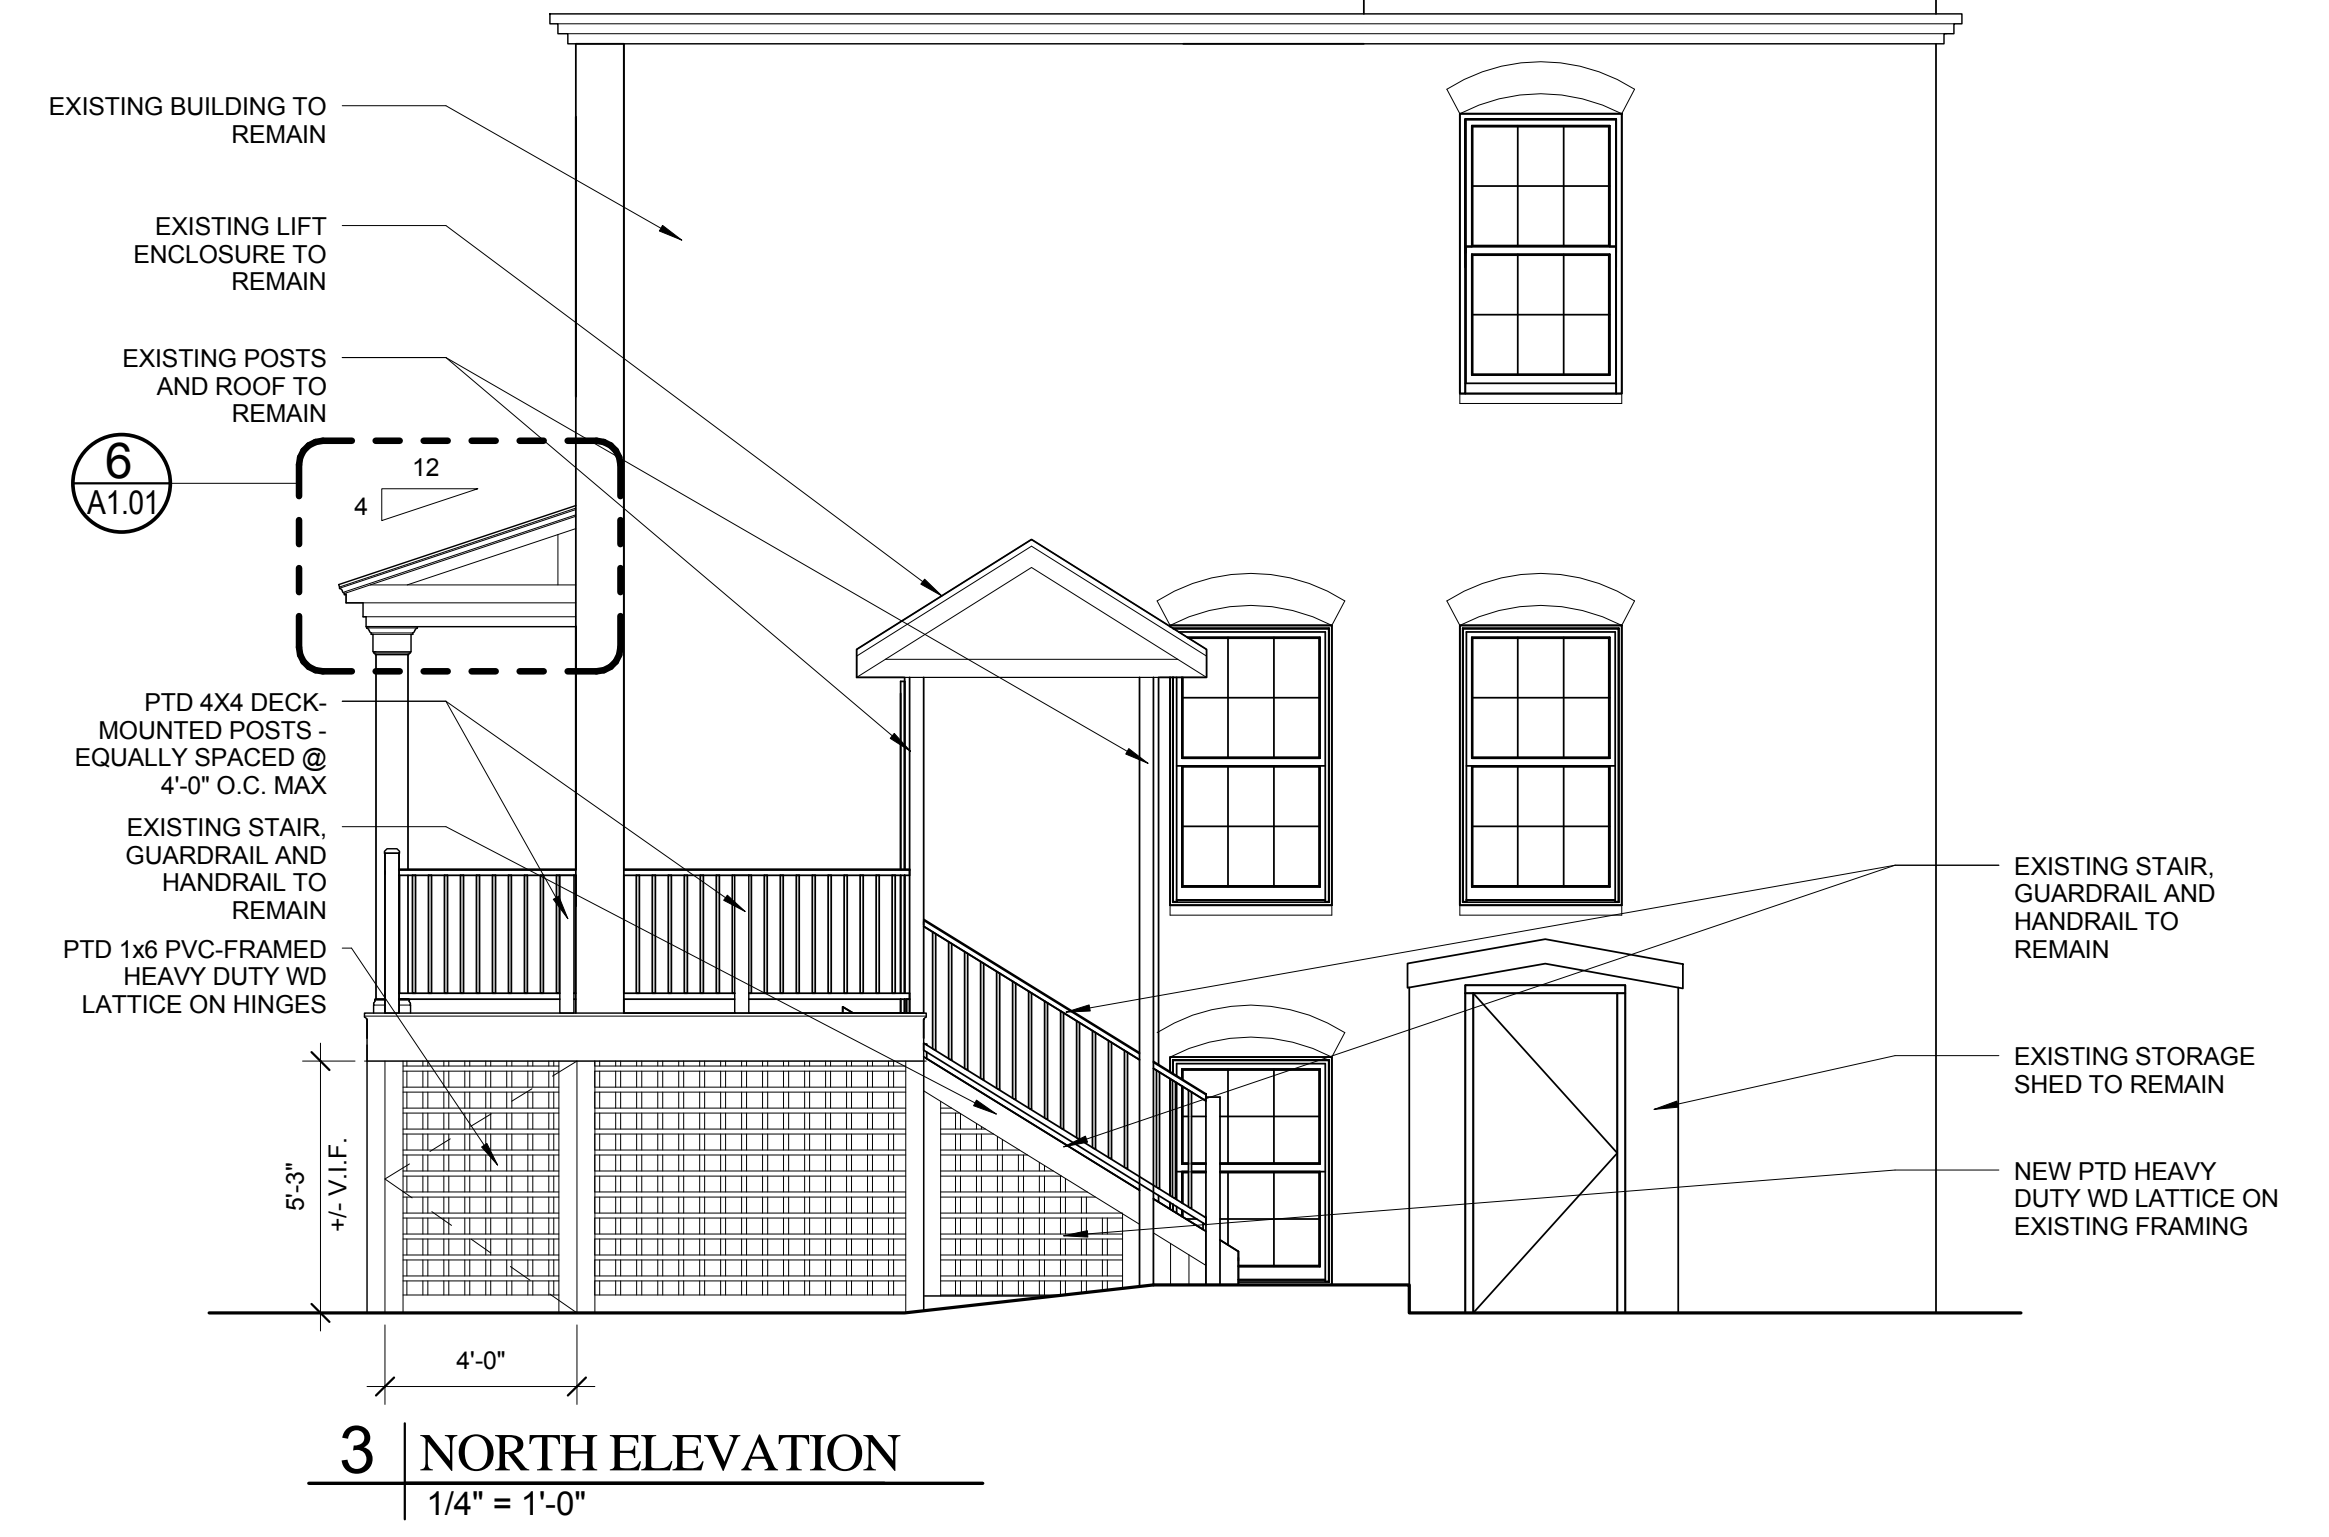 EXISTING BUILDING TO
REMAIN
EXISTING LIFT
ENCLOSURE TO
REMAIN
EXISTING POSTS
AND ROOF TO
REMAIN
6
A1.01
12
4
PTD 4X4 DECK-
MOUNTED POSTS -
EQUALLY SPACED @
4'-0" O.C. MAX
EXISTING STAIR,
GUARDRAIL AND
HANDRAIL TO
REMAIN
PTD 1x6 PVC-FRAMED
HEAVY DUTY WD
LATTICE ON HINGES
5'-3"
+/- V.I.F.
4'-0"
EXISTING STAIR,
GUARDRAIL AND
HANDRAIL TO
REMAIN
EXISTING STORAGE
SHED TO REMAIN
NEW PTD HEAVY
DUTY WD LATTICE ON
EXISTING FRAMING
3 NORTH ELEVATION
1/4" = 1'-0"